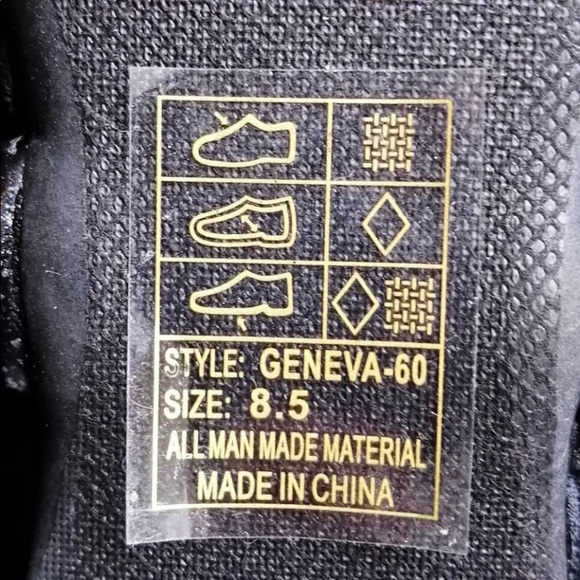 STYLE: GENEVA-60
SIZE: 8.5
ALL MAN MADE MATERIAL
MADE IN CHINA